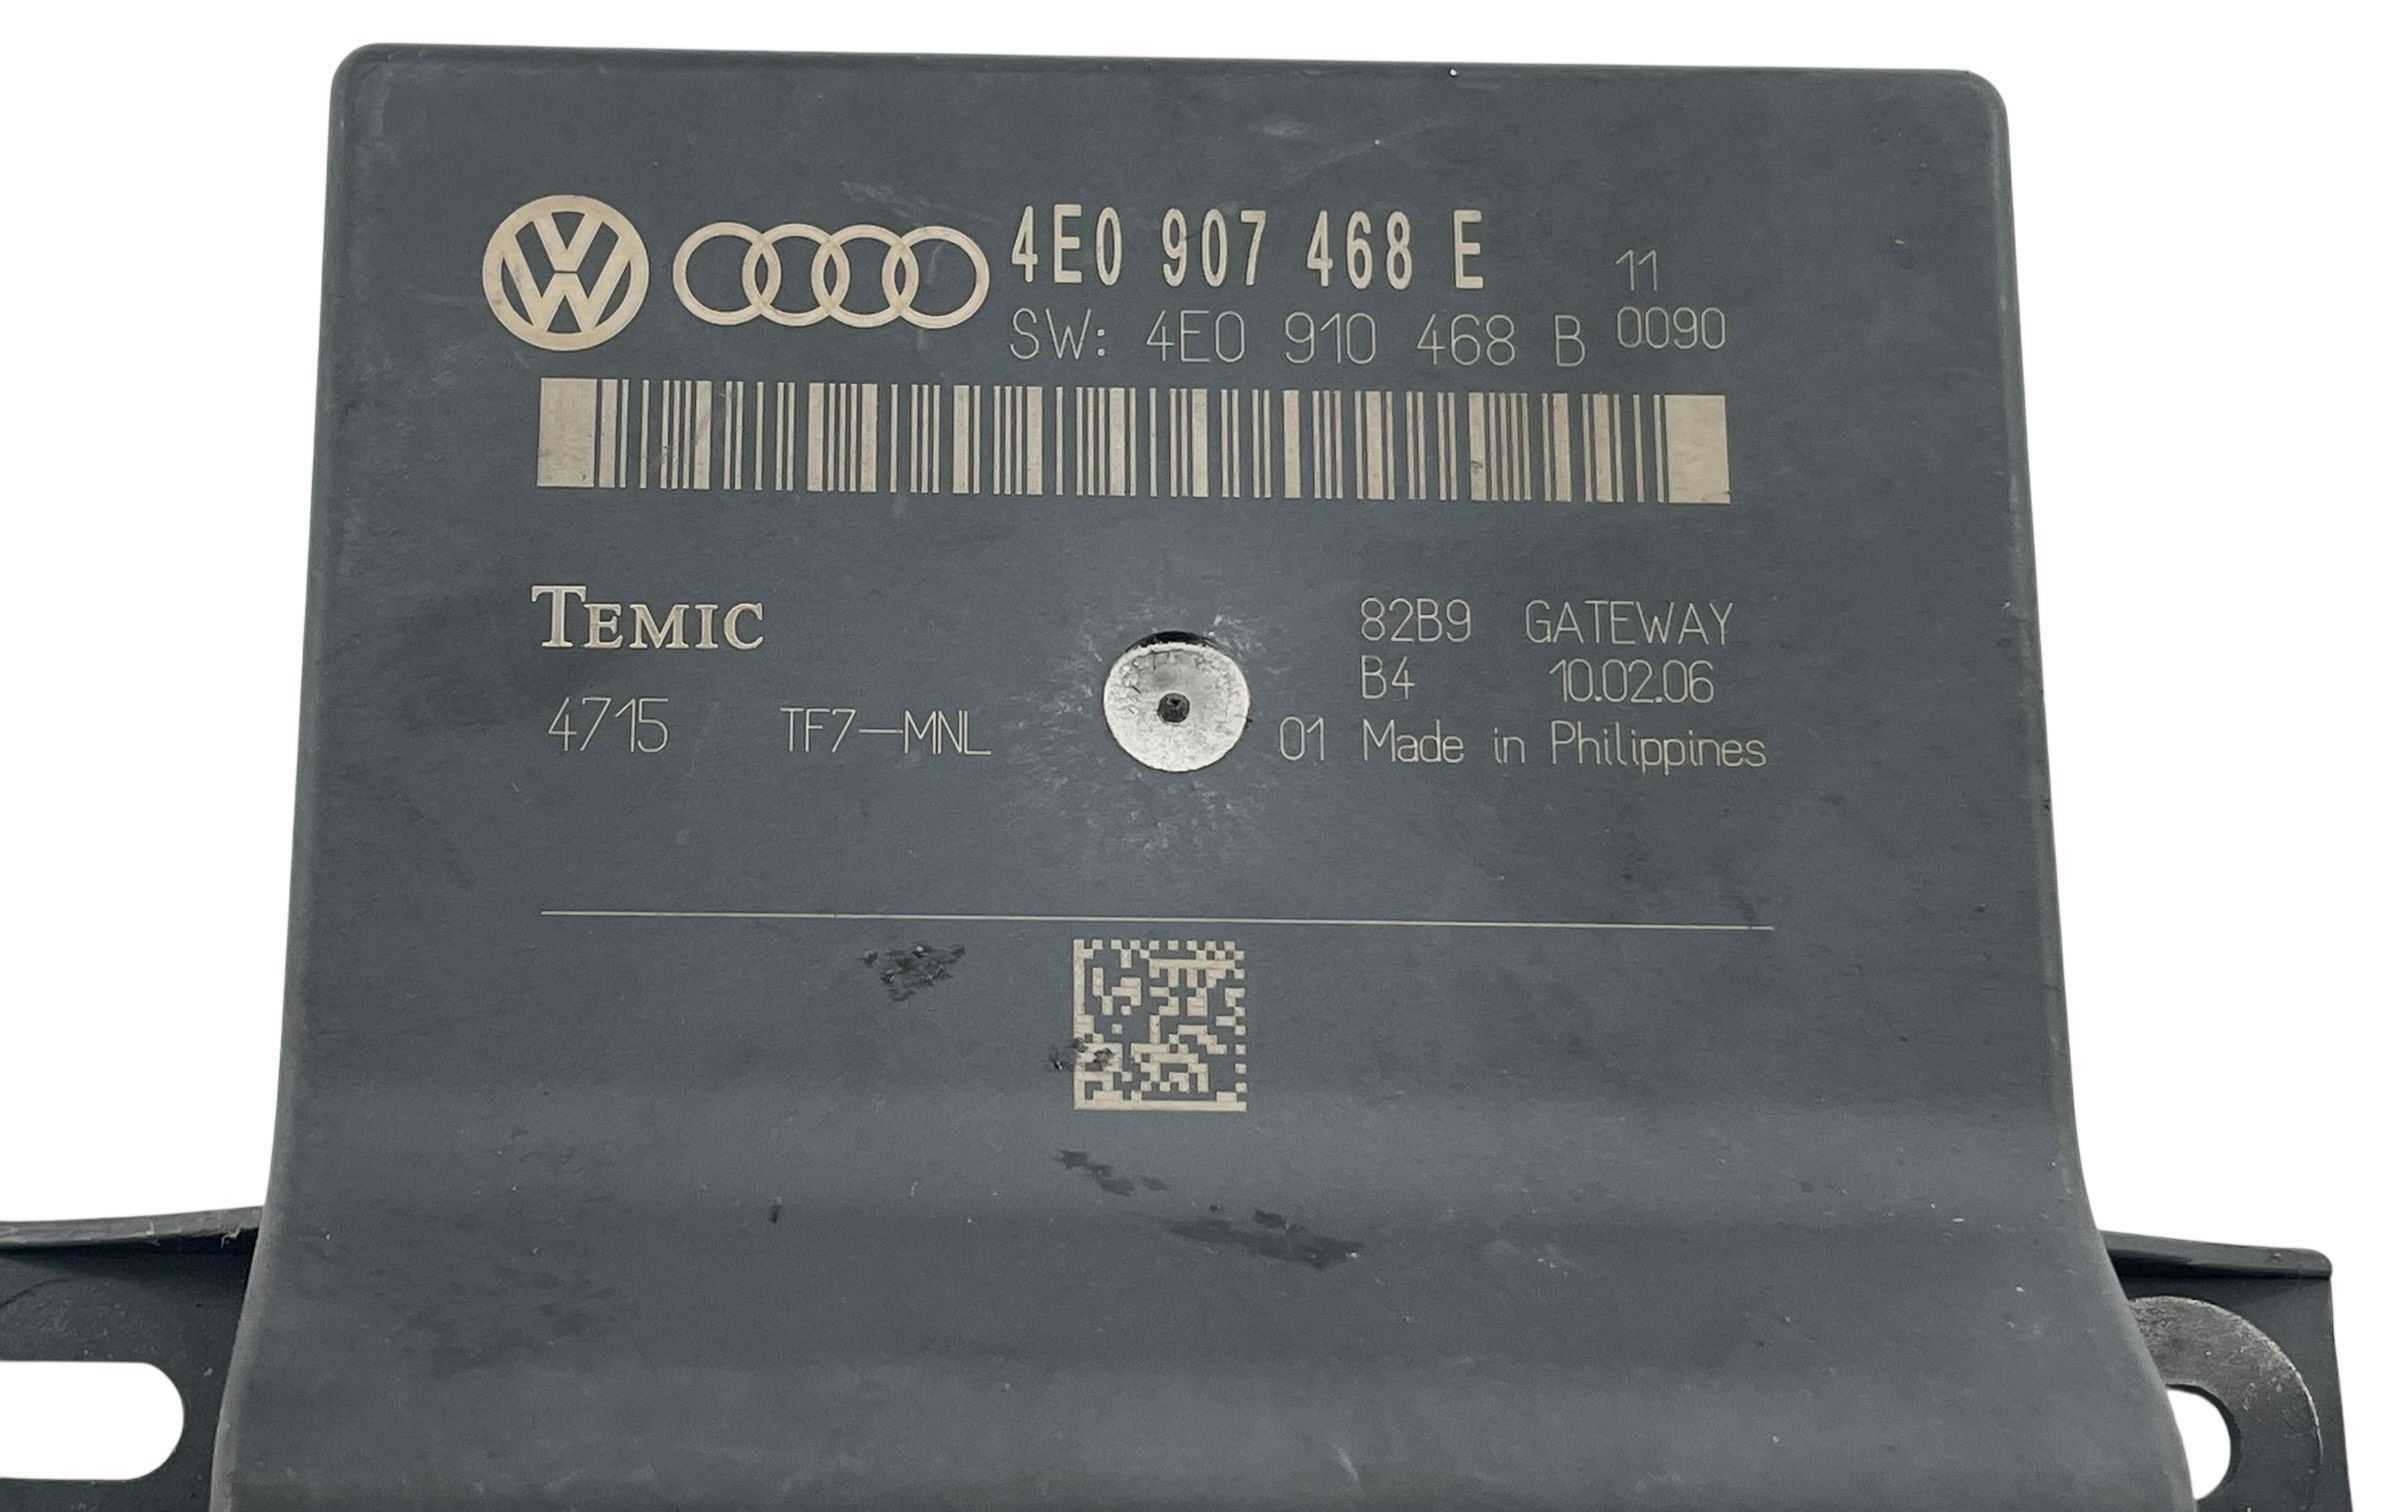 4E0 907 468 E
11
SW: 4E0 910 468 B 0090
TEMIC
82B9 GATEWAY
B4 10.02.06
4715 TF7-MNL 01 Made in Philippines